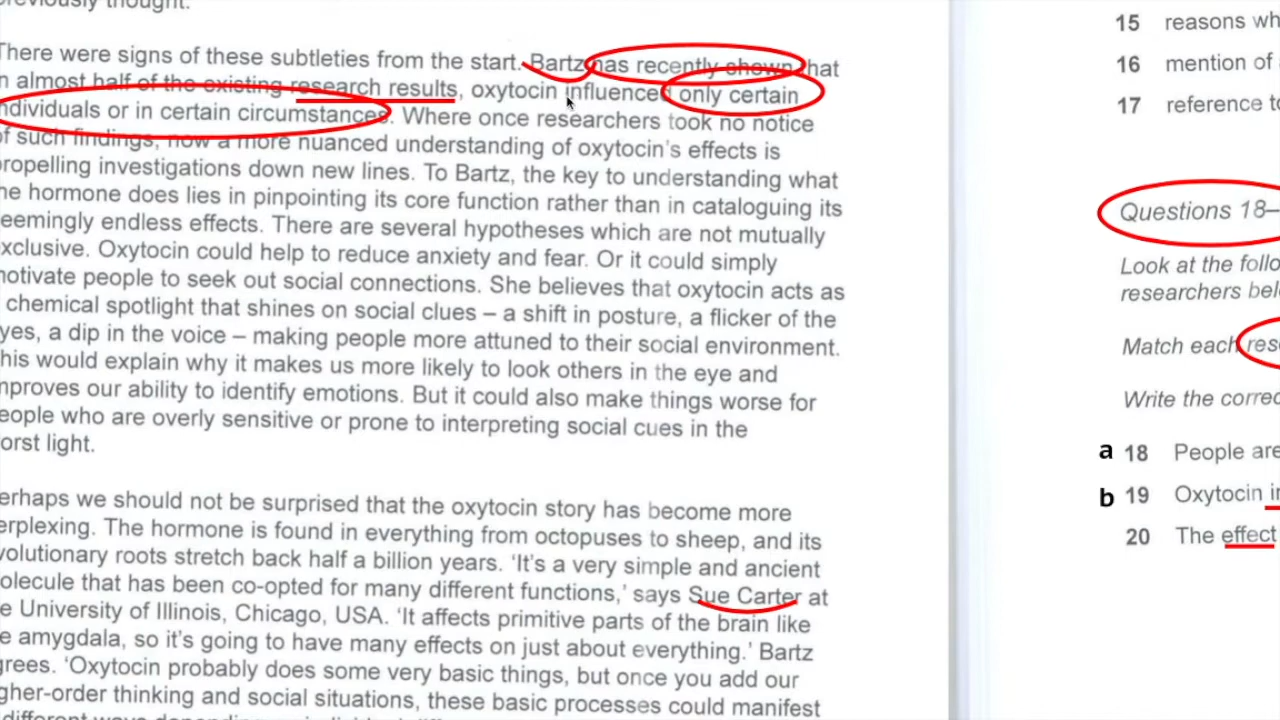 previously thought.
There were signs of these subtleties from the start. Bartz has recently shown that
n almost half of the existing research results, oxytocin influenced only certain
ndividuals or in certain circumstances. Where once researchers took no notice
of such findings, now a more nuanced understanding of oxytocin's effects is
propelling investigations down new lines. To Bartz, the key to understanding what
he hormone does lies in pinpointing its core function rather than in cataloguing its
eemingly endless effects. There are several hypotheses which are not mutually
xclusive. Oxytocin could help to reduce anxiety and fear. Or it could simply
notivate people to seek out social connections. She believes that oxytocin acts as
chemical spotlight that shines on social clues – a shift in posture, a flicker of the
yes, a dip in the voice – making people more attuned to their social environment.
his would explain why it makes us more likely to look others in the eye and
mproves our ability to identify emotions. But it could also make things worse for
eople who are overly sensitive or prone to interpreting social cues in the
orst light.
erhaps we should not be surprised that the oxytocin story has become more
erplexing. The hormone is found in everything from octopuses to sheep, and its
volutionary roots stretch back half a billion years. 'It's a very simple and ancient
olecule that has been co-opted for many different functions,' says Sue Carter at
e University of Illinois, Chicago, USA. 'It affects primitive parts of the brain like
e amygdala, so it's going to have many effects on just about everything.' Bartz
grees. 'Oxytocin probably does some very basic things, but once you add our
gher-order thinking and social situations, these basic processes could manifest
15 reasons wh
16 mention of
17 reference to
Questions 18–
Look at the follo
researchers bel
Match each res
Write the correc
a 18 People are
b 19 Oxytocin in
20 The effect